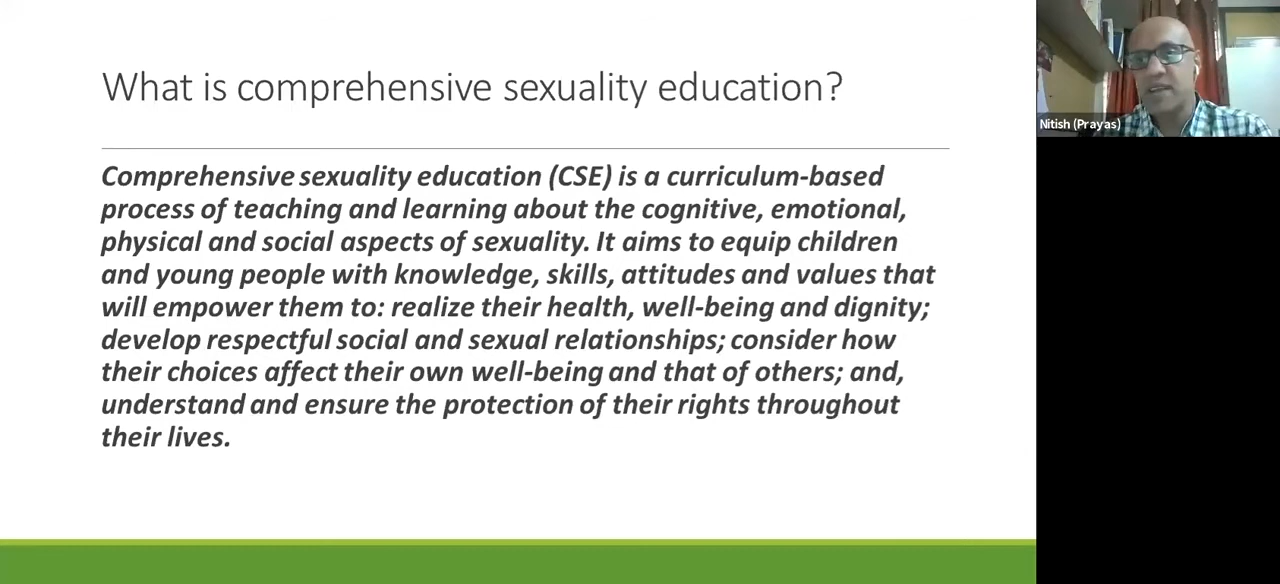 What is comprehensive sexuality education?
Comprehensive sexuality education (CSE) is a curriculum-based
process of teaching and learning about the cognitive, emotional,
physical and social aspects of sexuality. It aims to equip children
and young people with knowledge, skills, attitudes and values that
will empower them to: realize their health, well-being and dignity;
develop respectful social and sexual relationships; consider how
their choices affect their own well-being and that of others; and,
understand and ensure the protection of their rights throughout
their lives.
Nitish (Prayas)